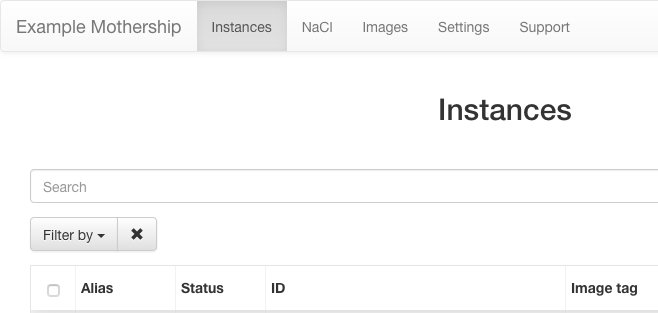 Example Mothership Instances NaCl Images Settings Support
Instances
Search
Filter by
Alias Status ID Image tag